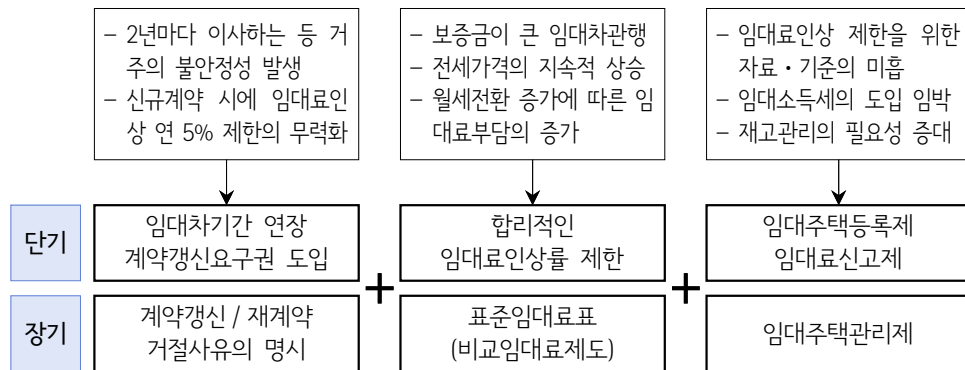 – 2년마다 이사하는 등 거
주의 불안정성 발생
– 신규계약 시에 임대료인
상 연 5% 제한의 무력화
– 보증금이 큰 임대차관행
– 전세가격의 지속적 상승
– 월세전환 증가에 따른 임
대료부담의 증가
– 임대료인상 제한을 위한
자료・기준의 미흡
– 임대소득세의 도입 임박
– 재고관리의 필요성 증대
단기
임대차기간 연장
계약갱신요구권 도입
+
합리적인
임대료인상률 제한
+
임대주택등록제
임대료신고제
장기
계약갱신 / 재계약
거절사유의 명시
표준임대료표
(비교임대료제도)
임대주택관리제